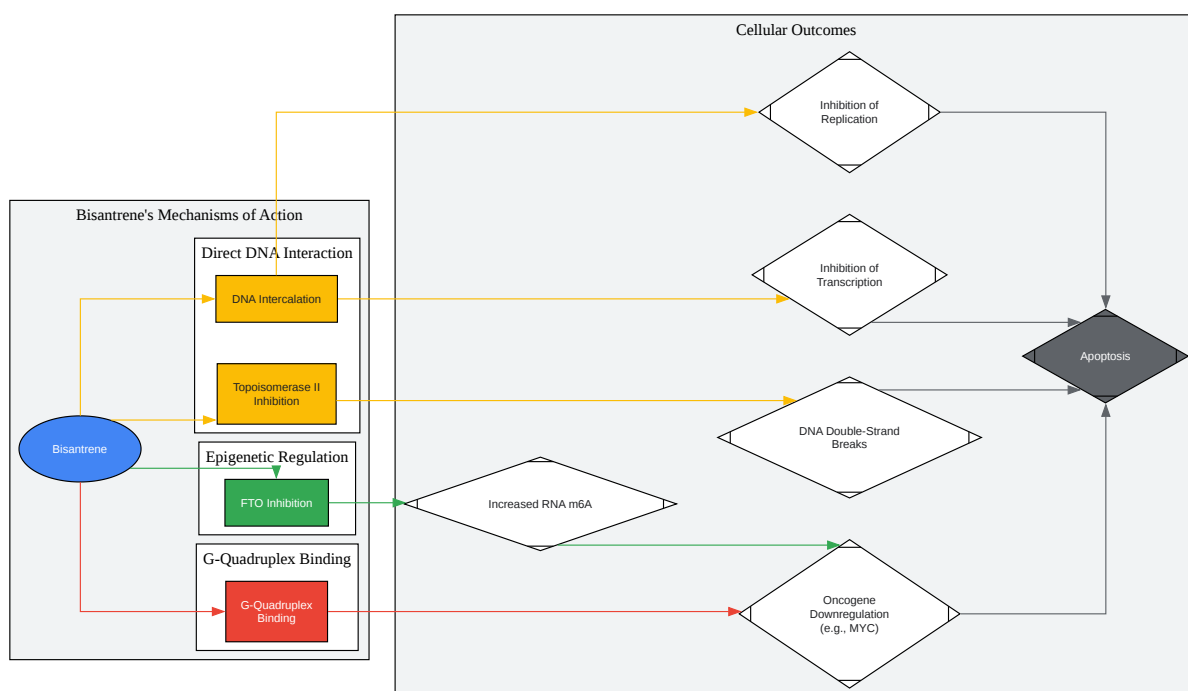 Cellular Outcomes
Inhibition of
Replication
Bisantrene's Mechanisms of Action
Direct DNA Interaction
DNA Intercalation
Inhibition of
Transcription
Apoptosis
Topoisomerase II
Inhibition
DNA Double-Strand
Breaks
Bisantrene
Epigenetic Regulation
FTO Inhibition
Increased RNA m6A
G-Quadruplex Binding
G-Quadruplex
Binding
Oncogene
Downregulation
(e.g., MYC)